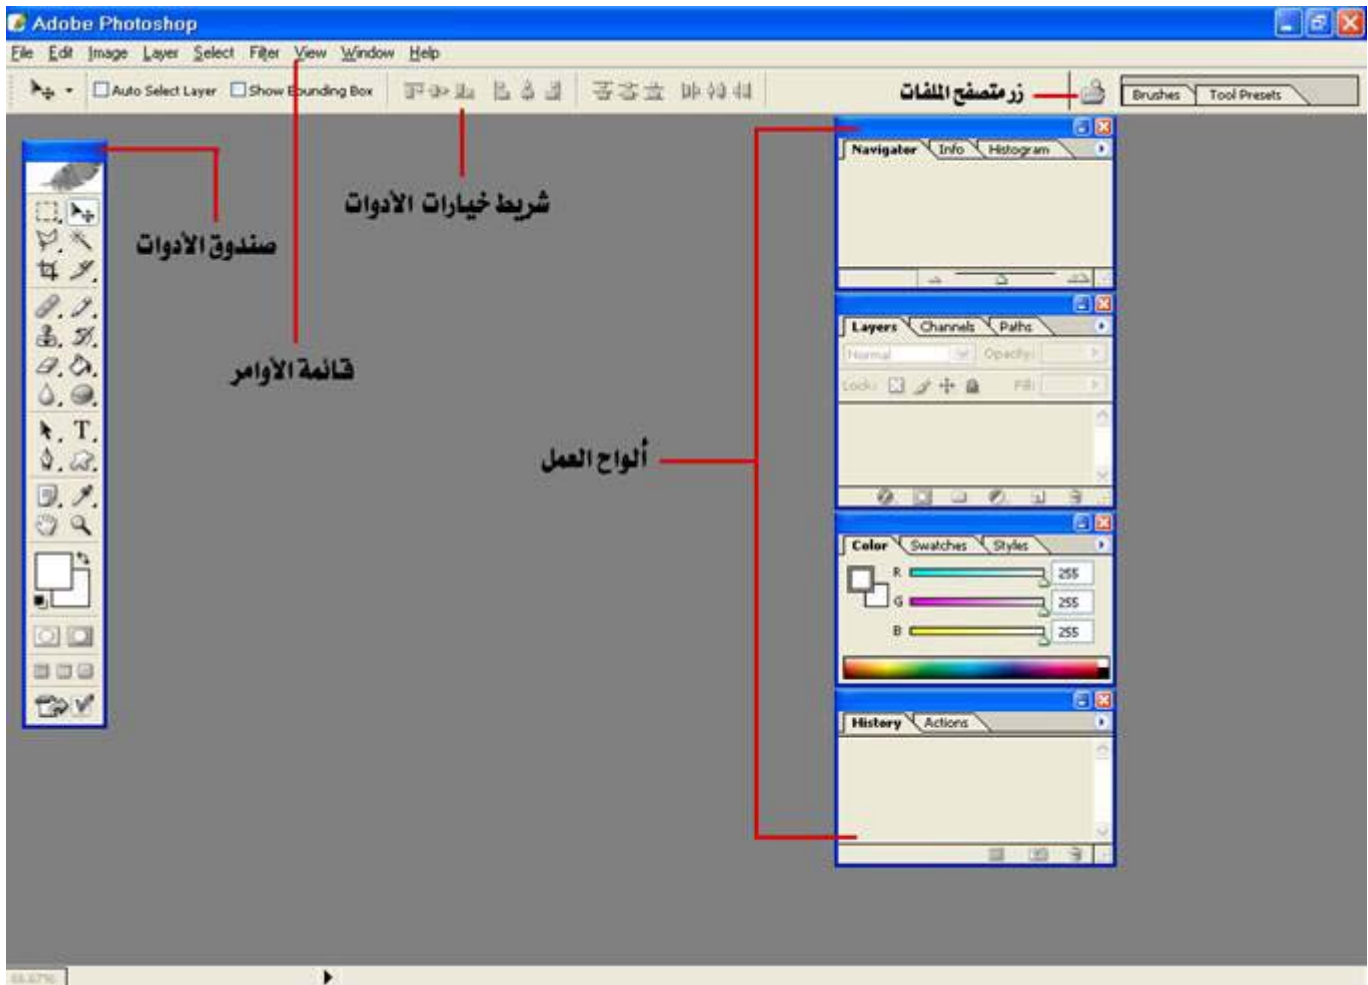 Adobe Photoshop
File Edit Image Layer Select Filter View Window Help
Auto Select Layer Show Bounding Box زر متصفح الملفات Brushes Tool Presets
Navigator Info Histogram
شريط خيارات الأدوات
صندوق الأدوات
Layers Channels Paths
Normal Opacity:
قائمة الأوامر
Lock: Fill:
ألواح العمل
Color Swatches Styles
R 255
G 255
B 255
History Actions
66.67%